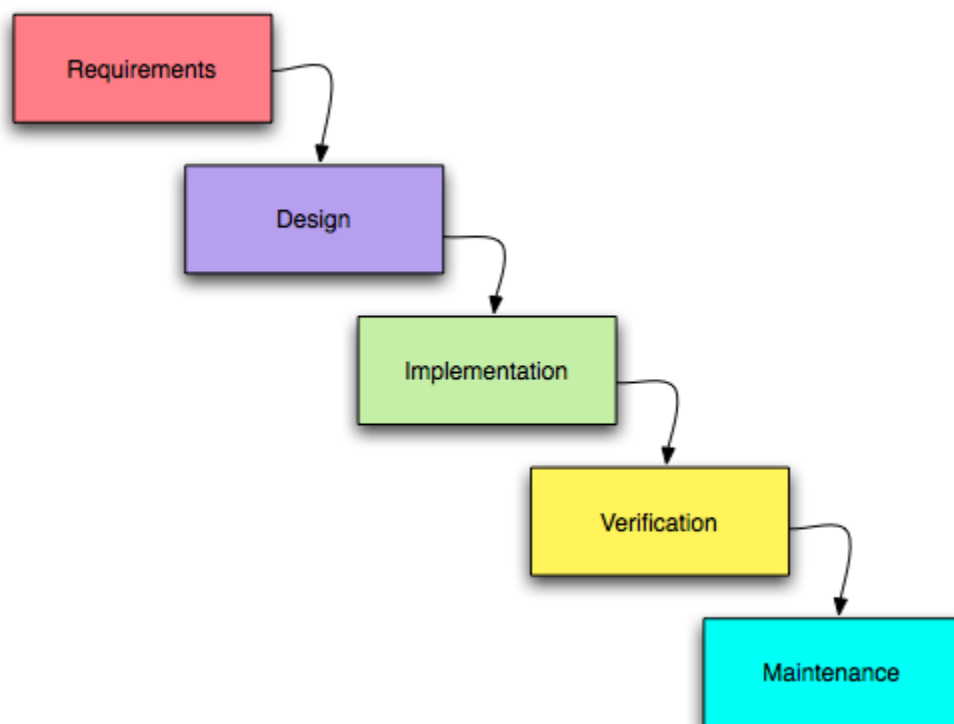 Requirements
Design
Implementation
Verification
Maintenance